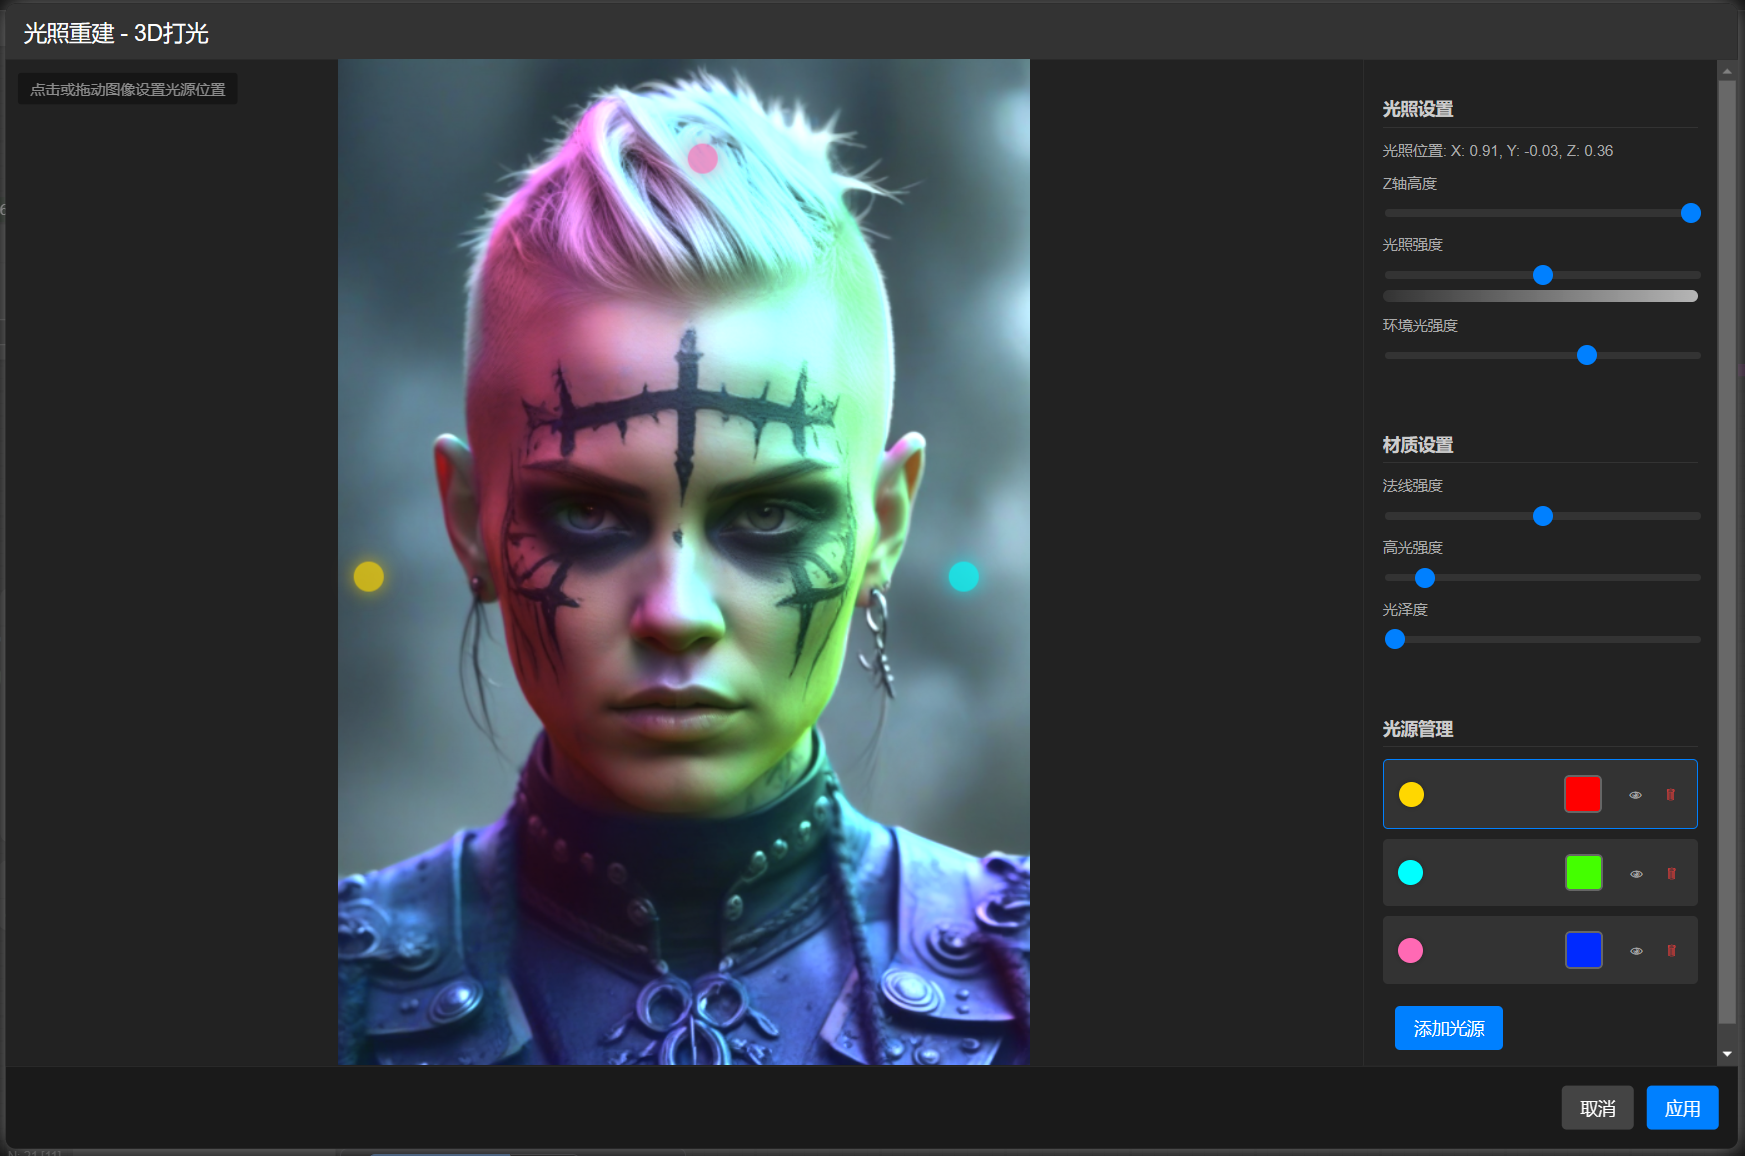 光照重建 - 3D打光
点击或拖动图像设置光源位置
光照设置
光照位置: X: 0.91, Y: -0.03, Z: 0.36
Z轴高度
光照强度
环境光强度
材质设置
法线强度
高光强度
光泽度
光源管理
添加光源
取消
应用